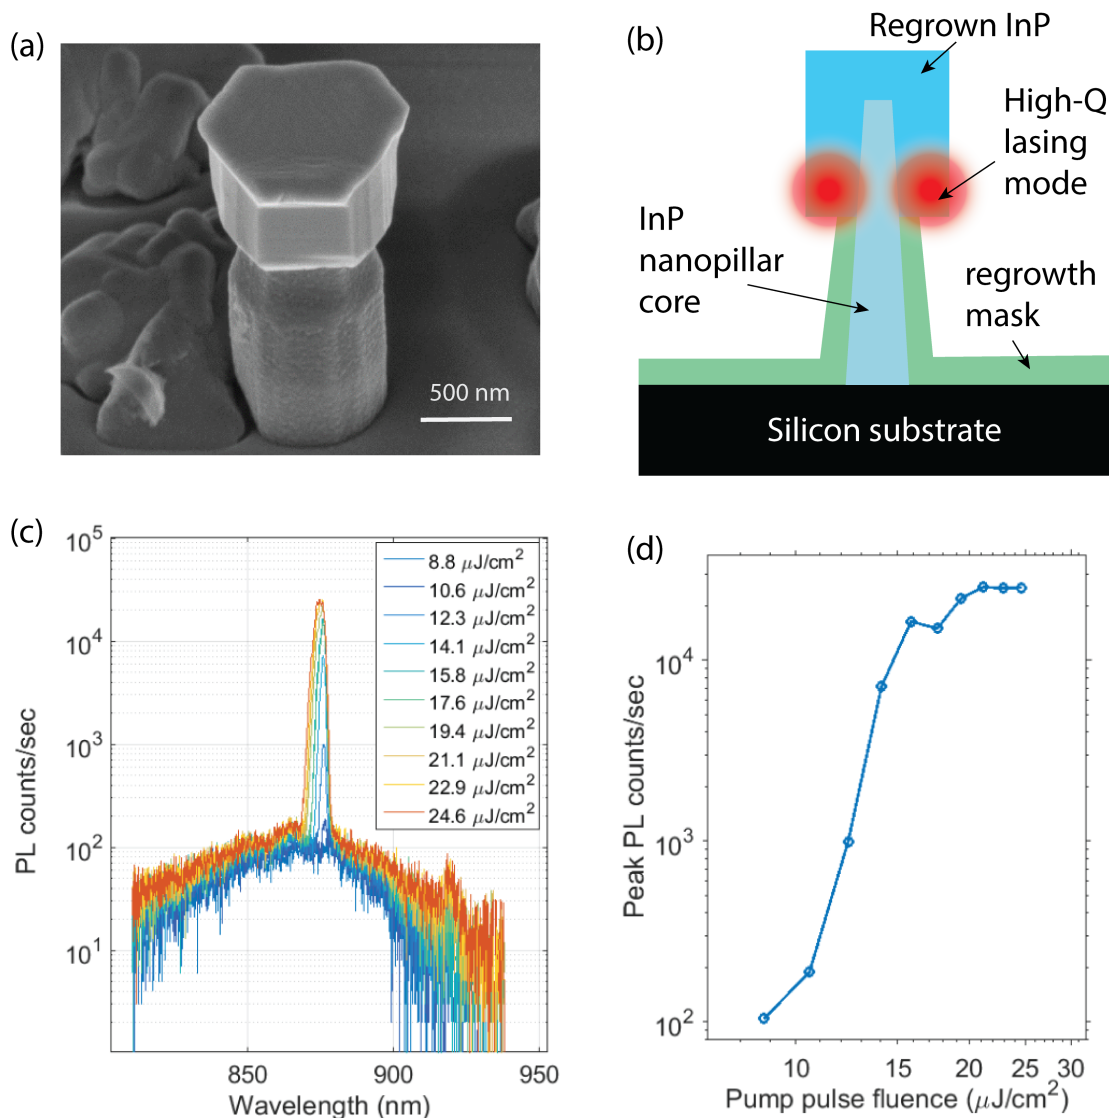 (a)
500 nm
(b)
Regrown InP
High-Q
lasing
mode
InP
nanopillar
core
regrowth
mask
Silicon substrate
(c)
10^5
10^4
10^3
10^2
10^1
PL counts/sec
8.8 μJ/cm^2
10.6 μJ/cm^2
12.3 μJ/cm^2
14.1 μJ/cm^2
15.8 μJ/cm^2
17.6 μJ/cm^2
19.4 μJ/cm^2
21.1 μJ/cm^2
22.9 μJ/cm^2
24.6 μJ/cm^2
850 900 950
Wavelength (nm)
(d)
10^4
10^3
10^2
Peak PL counts/sec
10 15 20 25 30
Pump pulse fluence (μJ/cm^2)